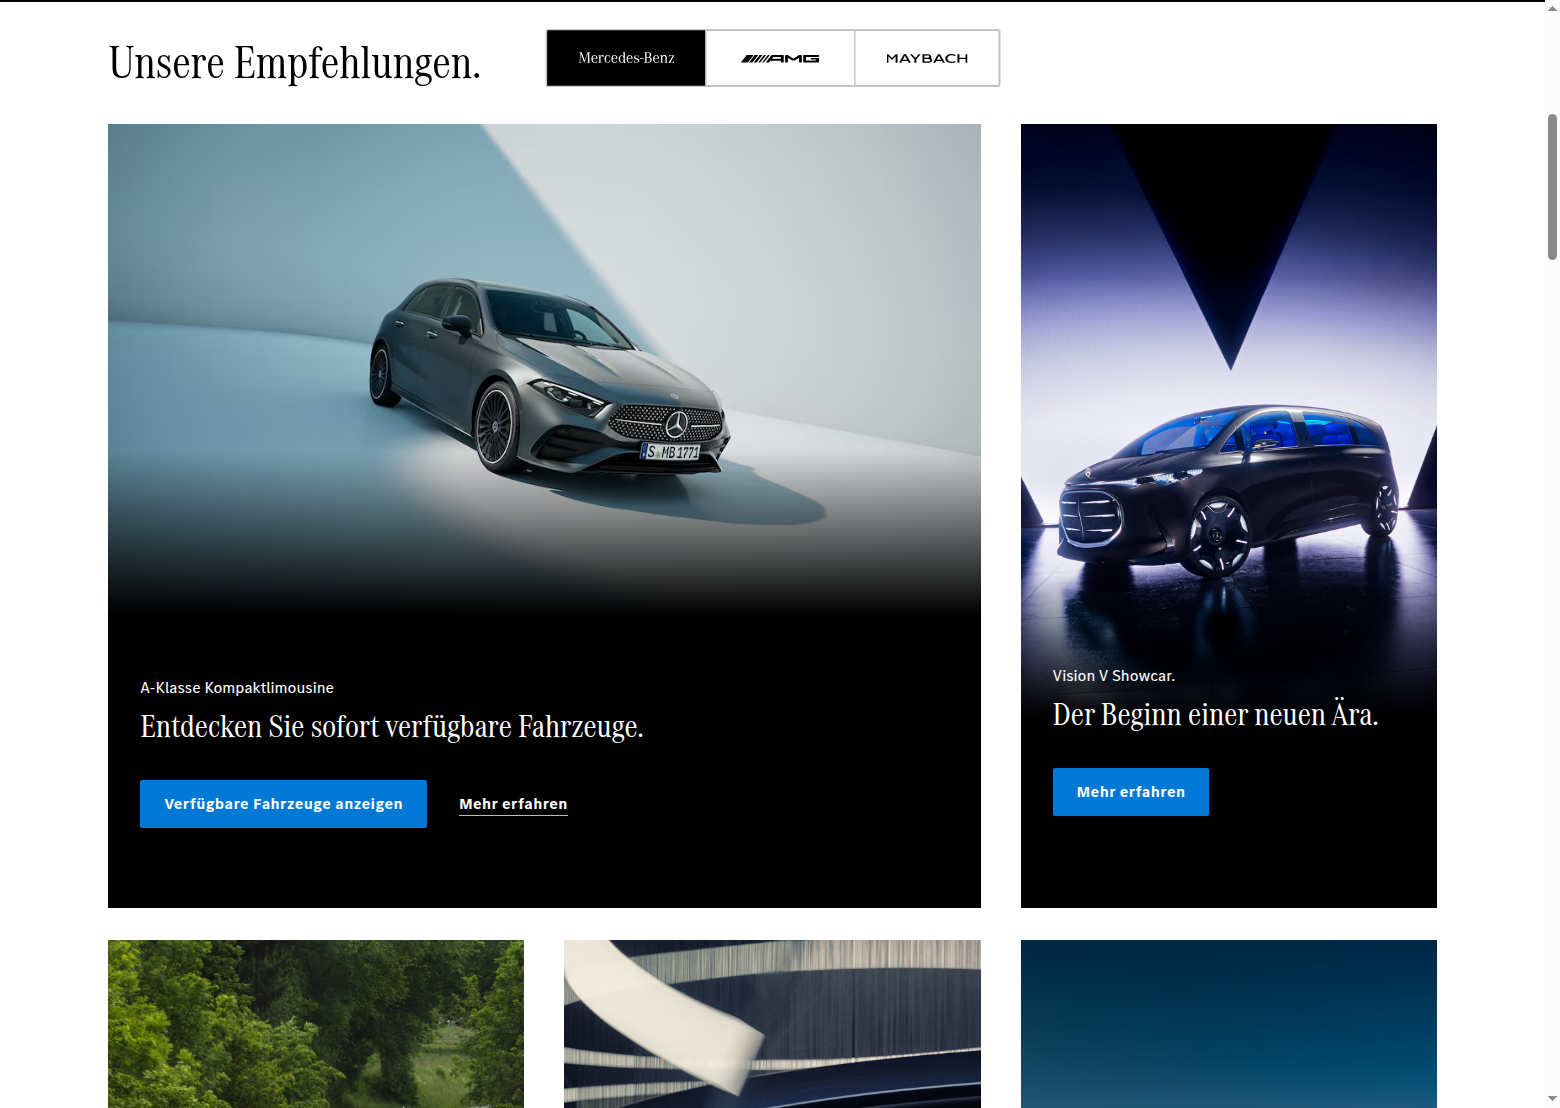 Unsere Empfehlungen.
Mercedes-Benz
AMG
MAYBACH
S MB 1771
A-Klasse Kompaktlimousine
Entdecken Sie sofort verfügbare Fahrzeuge.
Verfügbare Fahrzeuge anzeigen
Mehr erfahren
Vision V Showcar.
Der Beginn einer neuen Ära.
Mehr erfahren